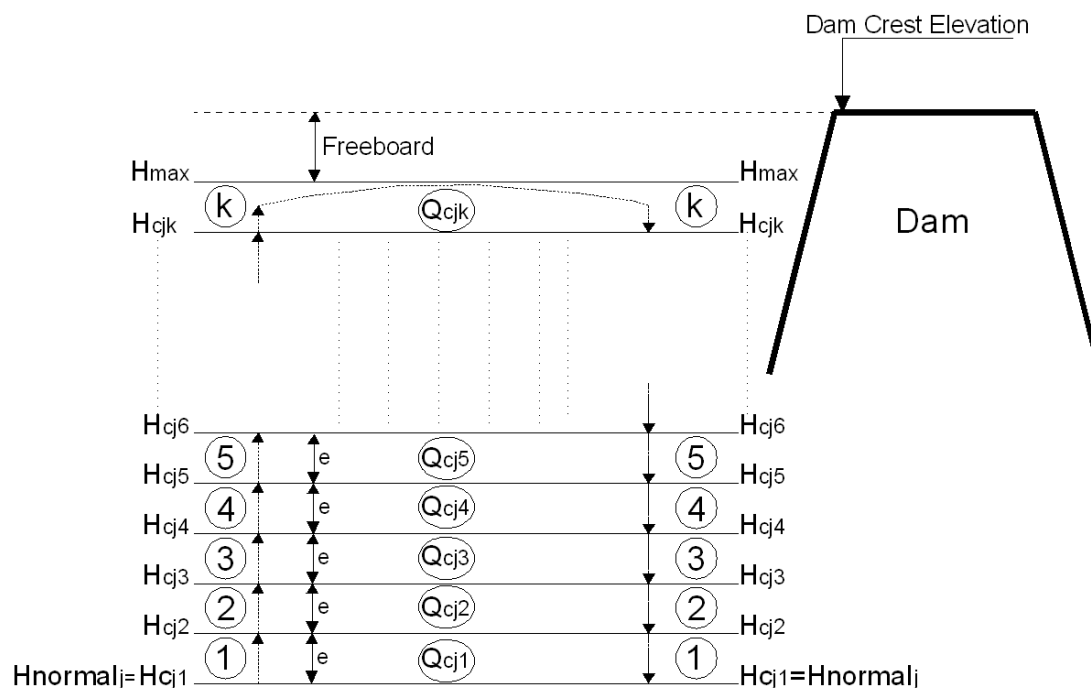 Dam Crest Elevation
Freeboard
Hmax
Hmax
k
Qcjk
k
Hcjk
Hcjk
Dam
Hcj6
Hcj6
5
e
Qcj5
5
Hcj5
Hcj5
4
e
Qcj4
4
Hcj4
Hcj4
3
e
Qcj3
3
Hcj3
Hcj3
2
e
Qcj2
2
Hcj2
Hcj2
1
e
Qcj1
1
Hnormalj=Hcj1
Hcj1=Hnormalj